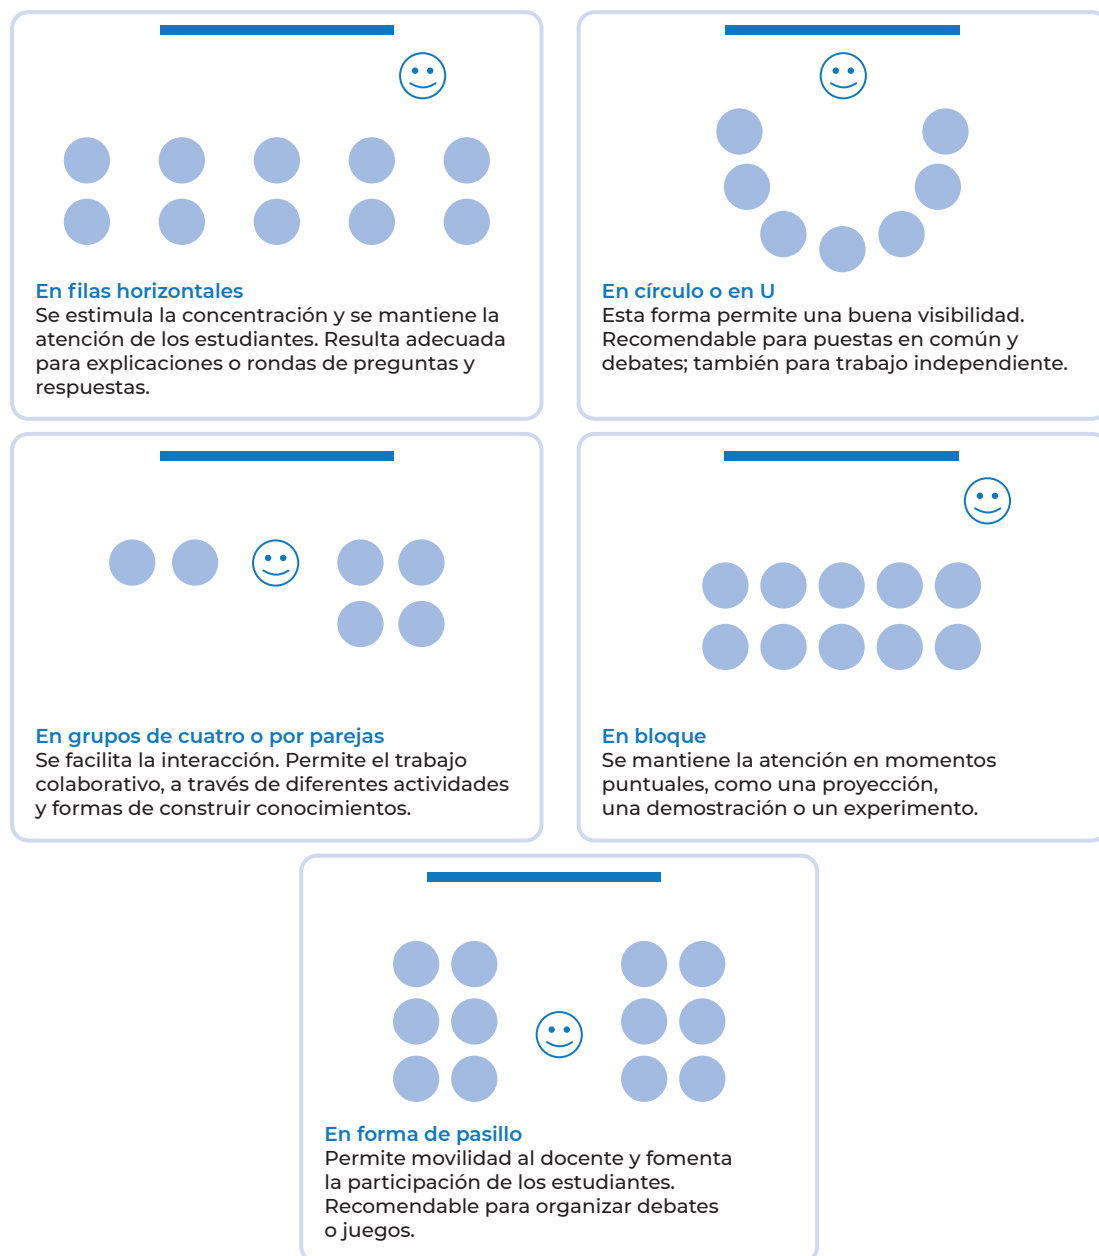 En filas horizontales
Se estimula la concentración y se mantiene la
atención de los estudiantes. Resulta adecuada
para explicaciones o rondas de preguntas y
respuestas.
En círculo o en U
Esta forma permite una buena visibilidad.
Recomendable para puestas en común y
debates; también para trabajo independiente.
En grupos de cuatro o por parejas
Se facilita la interacción. Permite el trabajo
colaborativo, a través de diferentes actividades
y formas de construir conocimientos.
En bloque
Se mantiene la atención en momentos
puntuales, como una proyección,
una demostración o un experimento.
En forma de pasillo
Permite movilidad al docente y fomenta
la participación de los estudiantes.
Recomendable para organizar debates
o juegos.